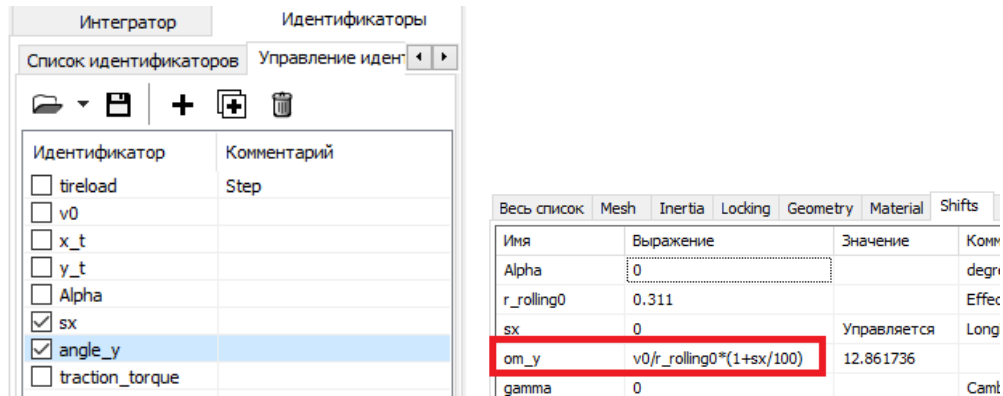 Интегратор Идентификаторы
Список идентификаторов Управление идент
Идентификатор Комментарий
tireload Step
v0
x_t
y_t
Alpha
sx
angle_y
traction_torque
Весь список Mesh Inertia Locking Geometry Material Shifts
Имя Выражение Значение Комм
Alpha 0 degre
r_rolling0 0.311 Effec
sx 0 Управляется Long
om_y v0/r_rolling0*(1+sx/100) 12.861736
gamma 0 Camb